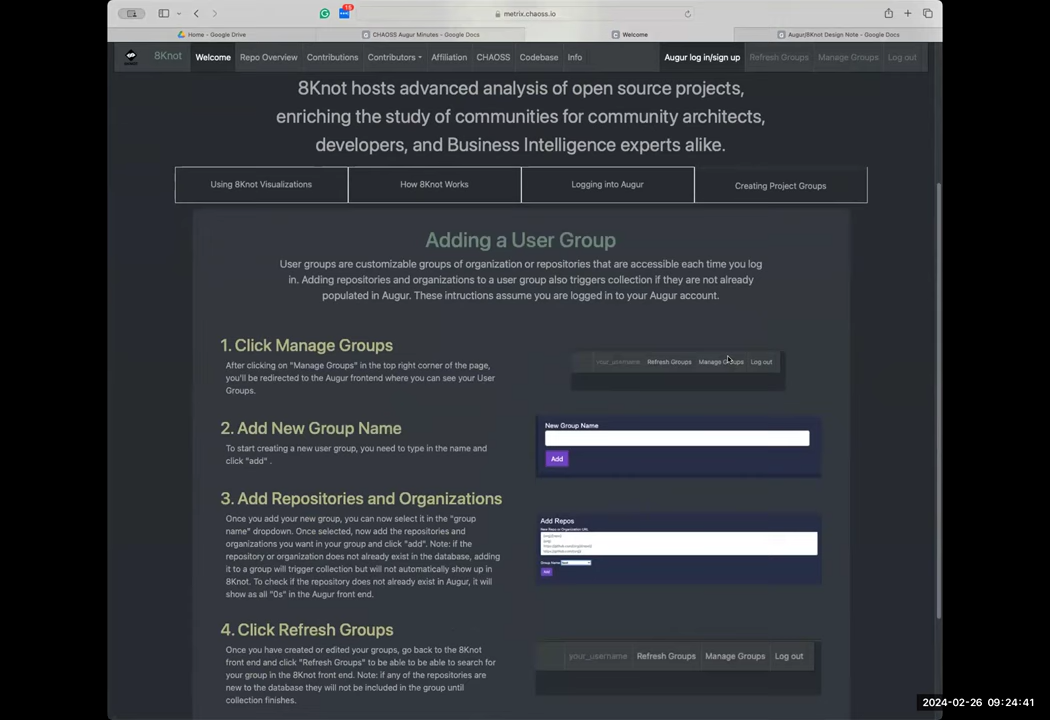 15
metrix.chaoss.io
Home - Google Drive
CHAOSS Augur Minutes - Google Docs
Welcome
Augur/8Knot Design Note - Google Docs
8Knot
Welcome
Repo Overview
Contributions
Contributors
Affiliation
CHAOSS
Codebase
Info
Augur log in/sign up
Refresh Groups
Manage Groups
Log out
8Knot hosts advanced analysis of open source projects,
enriching the study of communities for community architects,
developers, and Business Intelligence experts alike.
Using 8Knot Visualizations
How 8Knot Works
Logging into Augur
Creating Project Groups
Adding a User Group
User groups are customizable groups of organization or repositories that are accessible each time you log
in. Adding repositories and organizations to a user group also triggers collection if they are not already
populated in Augur. These intructions assume you are logged in to your Augur account.
1. Click Manage Groups
After clicking on "Manage Groups" in the top right corner of the page,
you'll be redirected to the Augur frontend where you can see your User
Groups.
your_username
Refresh Groups
Manage Groups
Log out
2. Add New Group Name
To start creating a new user group, you need to type in the name and
click "add" .
New Group Name
Add
3. Add Repositories and Organizations
Once you add your new group, you can now select it in the "group
name" dropdown. Once selected, now add the repositories and
organizations you want in your group and click "add". Note: if the
repository or organization does not already exist in the database, adding
it to a group will trigger collection but will not automatically show up in
8Knot. To check if the repository does not already exist in Augur, it will
show as all "0s" in the Augur front end.
Add Repos
New Repo or Organization URL
Group Name
Add
4. Click Refresh Groups
Once you have created or edited your groups, go back to the 8Knot
front end and click "Refresh Groups" to be able to be able to search for
your group in the 8Knot front end. Note: if any of the repositories are
new to the database they will not be included in the group until
collection finishes.
your_username
Refresh Groups
Manage Groups
Log out
2024-02-26 09:24:41